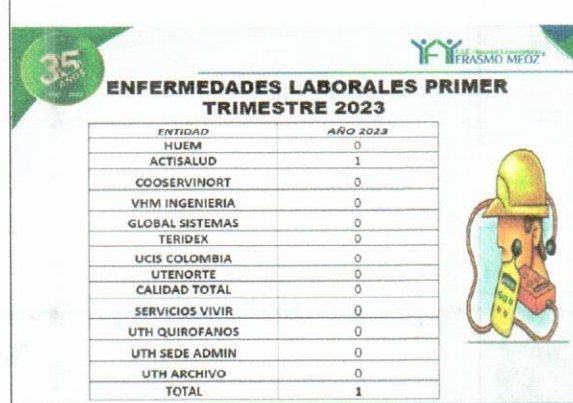 35
AÑOS
E.S.E. Hospital Universitario
ERASMO MEOZ
ENFERMEDADES LABORALES PRIMER
TRIMESTRE 2023
ENTIDAD AÑO 2023
HUEM 0
ACTISALUD 1
COOSERVINORT 0
VHM INGENIERIA 0
GLOBAL SISTEMAS 0
TERIDEX 0
UCIS COLOMBIA 0
UTENORTE 0
CALIDAD TOTAL 0
SERVICIOS VIVIR 0
UTH QUIROFANOS 0
UTH SEDE ADMIN 0
UTH ARCHIVO 0
TOTAL 1